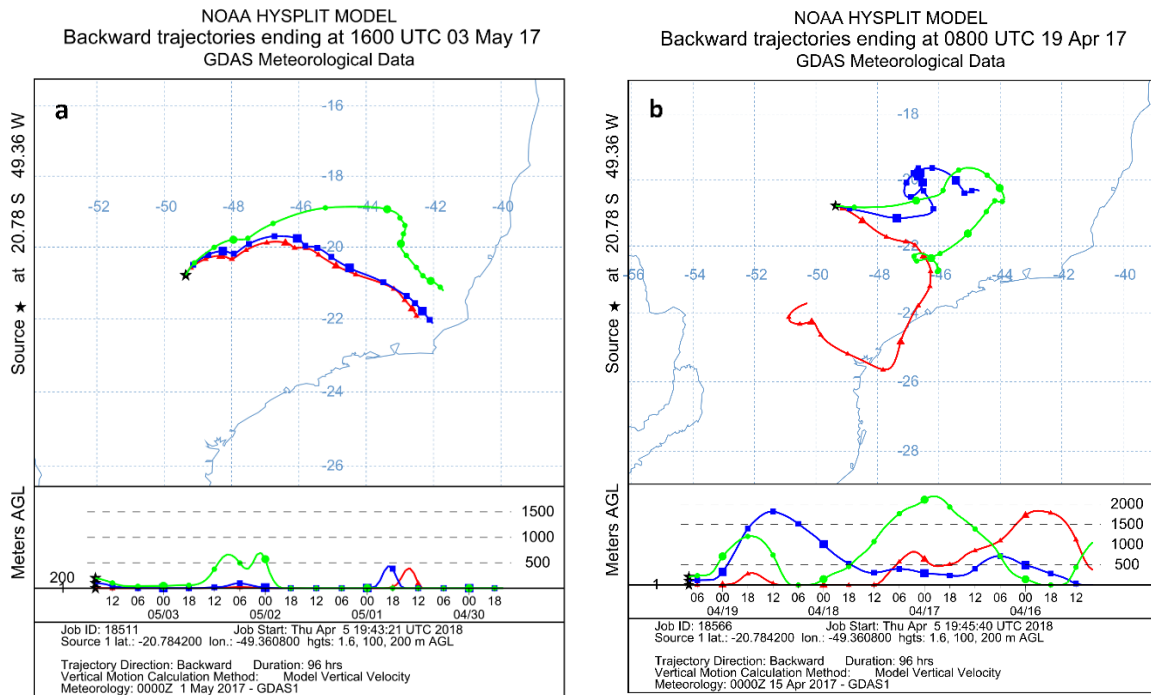 NOAA HYSPLIT MODEL
Backward trajectories ending at 1600 UTC 03 May 17
GDAS Meteorological Data
a
Source ★ at 20.78 S 49.36 W
-16
-52 -50 -48 -46 -44 -42 -40
-18
-20
-22
-24
-26
Meters AGL
1500
1000
500
200
12 06 00 18 12 06 00 18 12 06 00 18 12 06 00 18
05/03 05/02 05/01 04/30
Job ID: 18511 Job Start: Thu Apr 5 19:43:21 UTC 2018
Source 1 lat.: -20.784200 lon.: -49.360800 hgts: 1.6, 100, 200 m AGL
Trajectory Direction: Backward Duration: 96 hrs
Vertical Motion Calculation Method: Model Vertical Velocity
Meteorology: 0000Z 1 May 2017 - GDAS1
NOAA HYSPLIT MODEL
Backward trajectories ending at 0800 UTC 19 Apr 17
GDAS Meteorological Data
b
Source ★ at 20.78 S 49.36 W
-18
-56 -54 -52 -50 -48 -46 -44 -42 -40
-24
-26
-28
Meters AGL
2000
1500
1000
500
1
06 00 18 12 06 00 18 12 06 00 18 12 06 00 18 12
04/19 04/18 04/17 04/16
Job ID: 18566 Job Start: Thu Apr 5 19:45:40 UTC 2018
Source 1 lat.: -20.784200 lon.: -49.360800 hgts: 1.6, 100, 200 m AGL
Trajectory Direction: Backward Duration: 96 hrs
Vertical Motion Calculation Method: Model Vertical Velocity
Meteorology: 0000Z 15 Apr 2017 - GDAS1